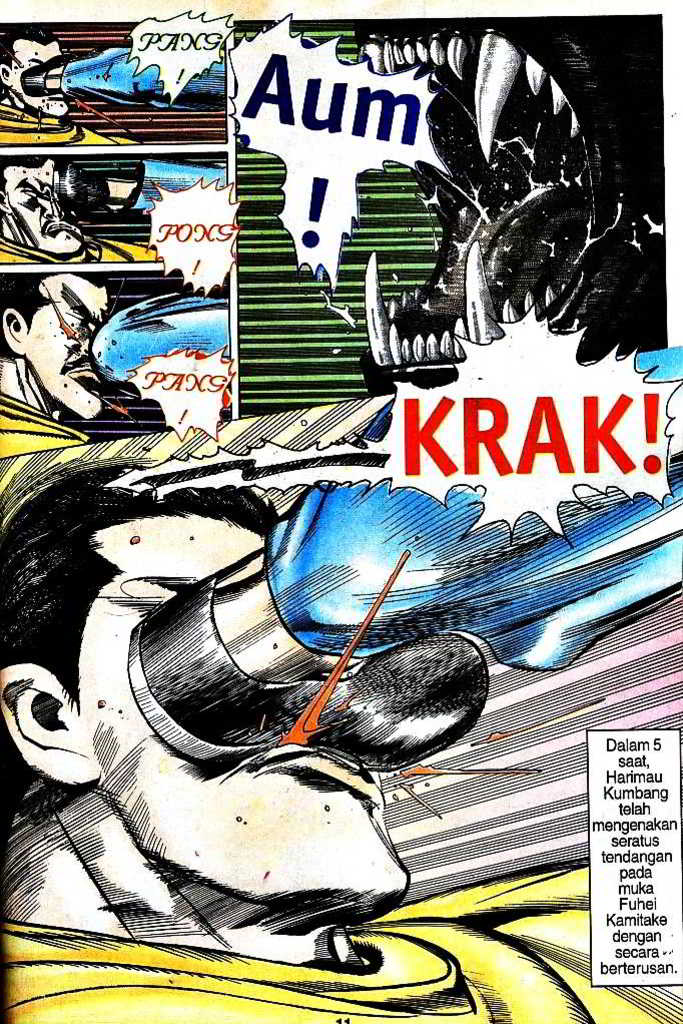 PANG
!
Aum
!
PONG
!
PANG
!
KRAK!
Dalam 5
saat,
Harimau
Kumbang
telah
mengenakan
seratus
tendangan
pada
muka
Fuhei
Kamitake
dengan
secara
berterusan.
11